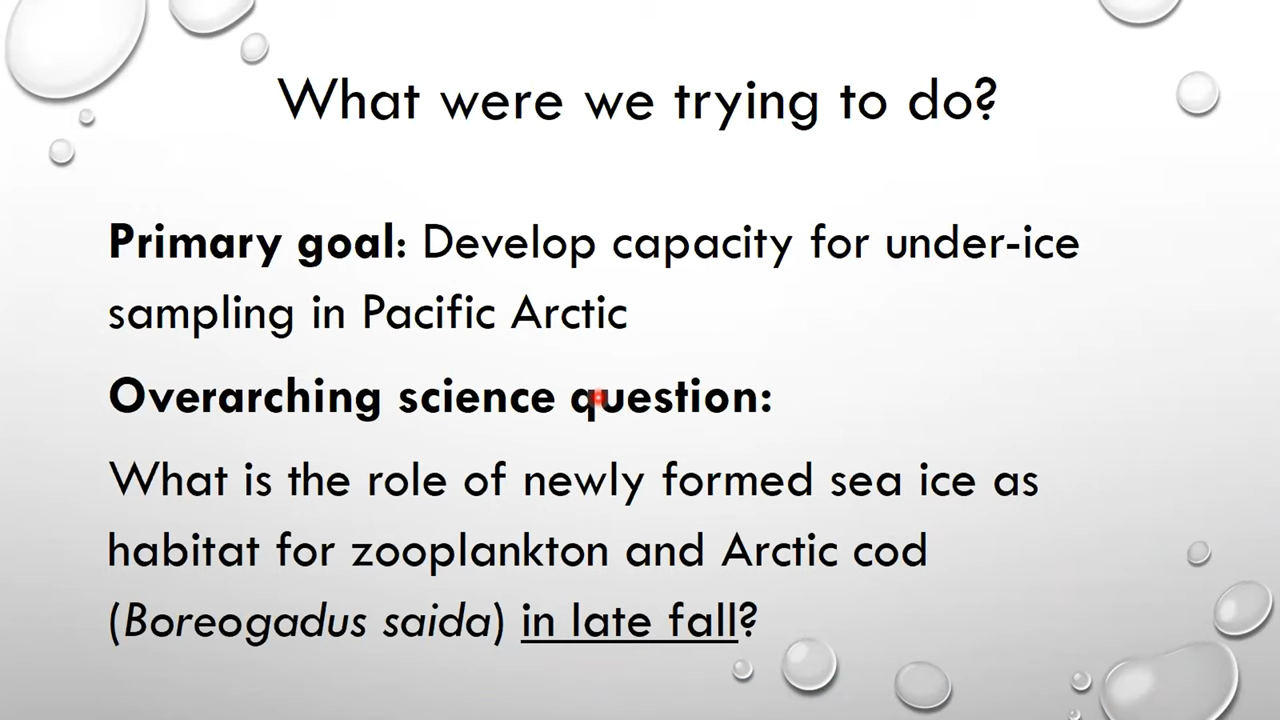 What were we trying to do?
Primary goal: Develop capacity for under-ice
sampling in Pacific Arctic
Overarching science question:
What is the role of newly formed sea ice as
habitat for zooplankton and Arctic cod
(Boreogadus saida) in late fall?